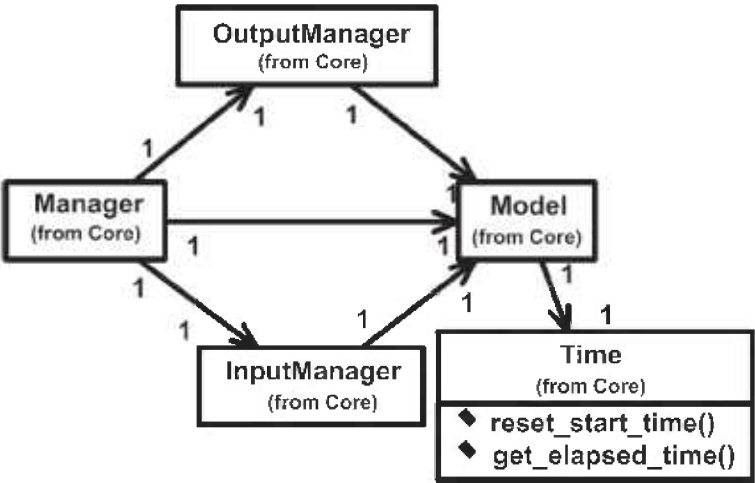 OutputManager
(from Core)
1
1
1
1
Manager
(from Core)
Model
(from Core)
1
1
1
1
1
1
1
1
InputManager
(from Core)
Time
(from Core)
reset_start_time()
get_elapsed_time()